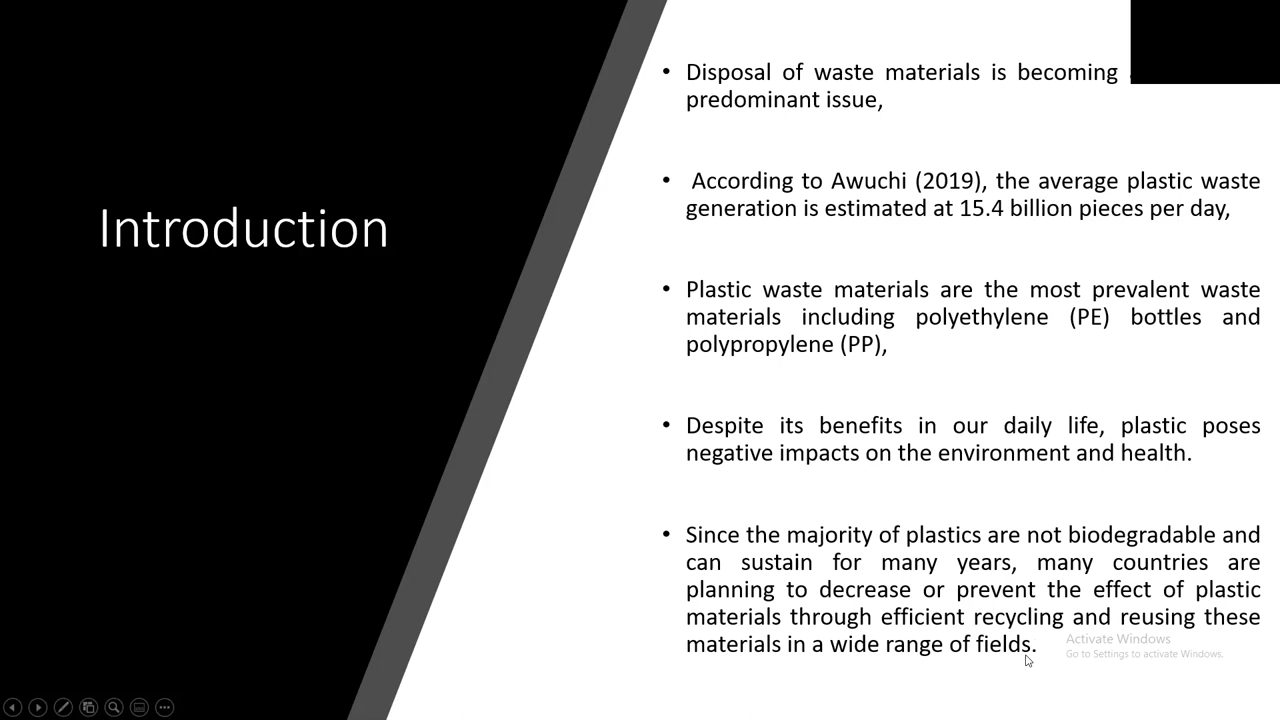 Introduction
• Disposal of waste materials is becoming
predominant issue,
• According to Awuchi (2019), the average plastic waste
generation is estimated at 15.4 billion pieces per day,
• Plastic waste materials are the most prevalent waste
materials including polyethylene (PE) bottles and
polypropylene (PP),
• Despite its benefits in our daily life, plastic poses
negative impacts on the environment and health.
• Since the majority of plastics are not biodegradable and
can sustain for many years, many countries are
planning to decrease or prevent the effect of plastic
materials through efficient recycling and reusing these
materials in a wide range of fields.
Activate Windows
Go to Settings to activate Windows.